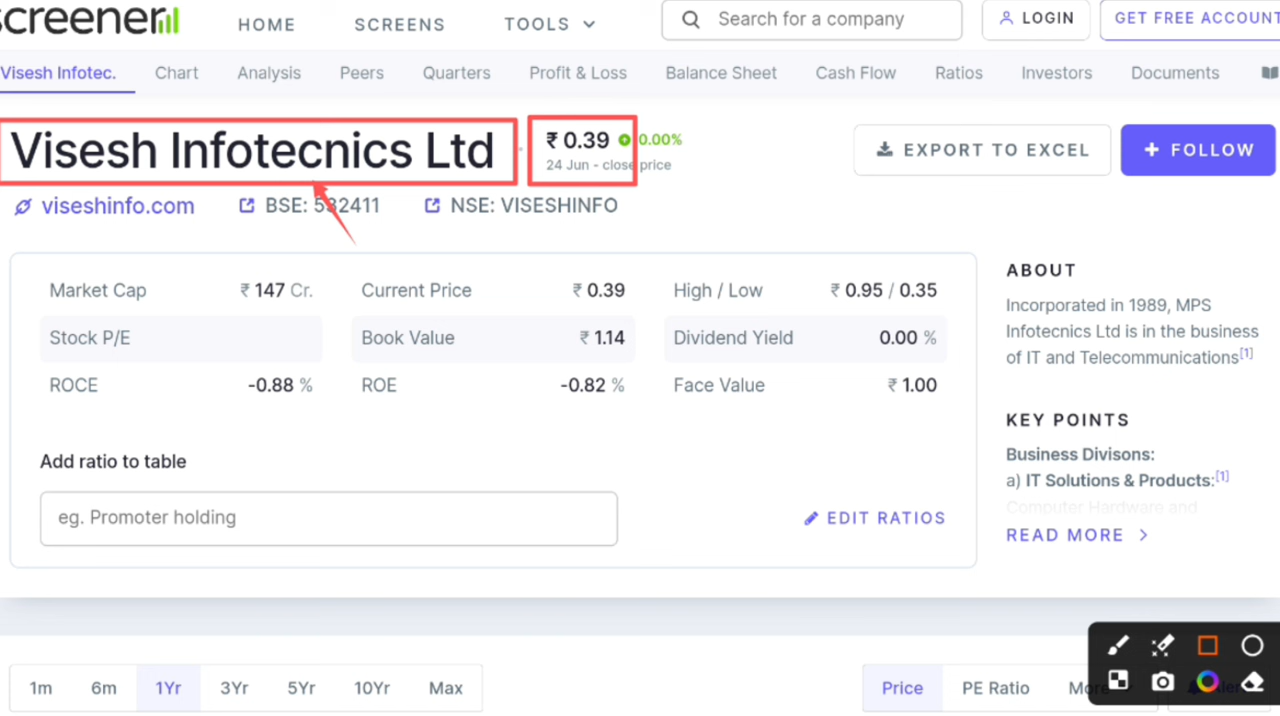 screener
HOME SCREENS TOOLS
Search for a company
LOGIN
GET FREE ACCOUNT
Visesh Infotec. Chart Analysis Peers Quarters Profit & Loss Balance Sheet Cash Flow Ratios Investors Documents
Visesh Infotecnics Ltd
₹ 0.39 0.00%
24 Jun - close price
EXPORT TO EXCEL
+ FOLLOW
viseshinfo.com BSE: 532411 NSE: VISESHINFO
Market Cap ₹ 147 Cr. Current Price ₹ 0.39 High / Low ₹ 0.95 / 0.35
Stock P/E Book Value ₹ 1.14 Dividend Yield 0.00 %
ROCE -0.88 % ROE -0.82 % Face Value ₹ 1.00
Add ratio to table
eg. Promoter holding
EDIT RATIOS
ABOUT
Incorporated in 1989, MPS
Infotecnics Ltd is in the business
of IT and Telecommunications[1]
KEY POINTS
Business Divisons:
a) IT Solutions & Products:[1]
Computer Hardware and
READ MORE
1m 6m 1Yr 3Yr 5Yr 10Yr Max
Price PE Ratio